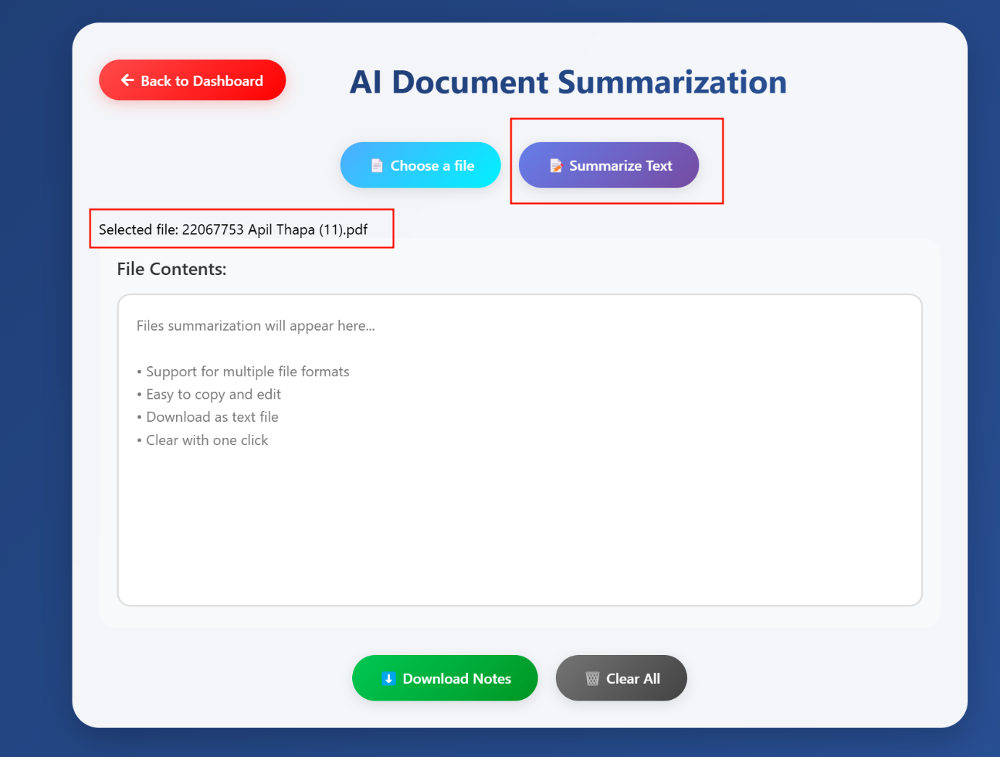 Back to Dashboard
AI Document Summarization
Choose a file
Summarize Text
Selected file: 22067753 Apil Thapa (11).pdf
File Contents:
Files summarization will appear here...
• Support for multiple file formats
• Easy to copy and edit
• Download as text file
• Clear with one click
Download Notes
Clear All